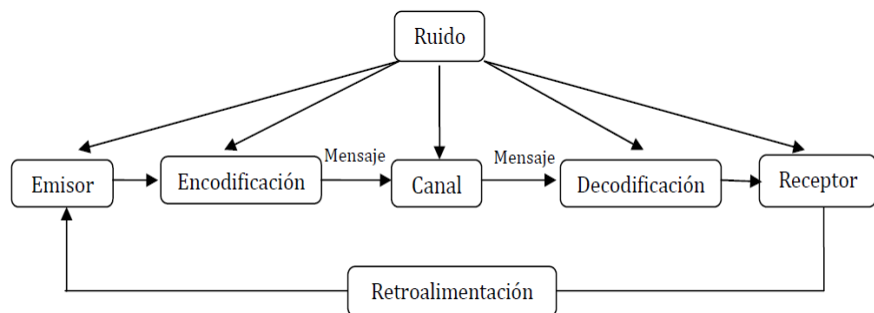 Ruido
Mensaje
Mensaje
Emisor
Encodificación
Canal
Decodificación
Receptor
Retroalimentación